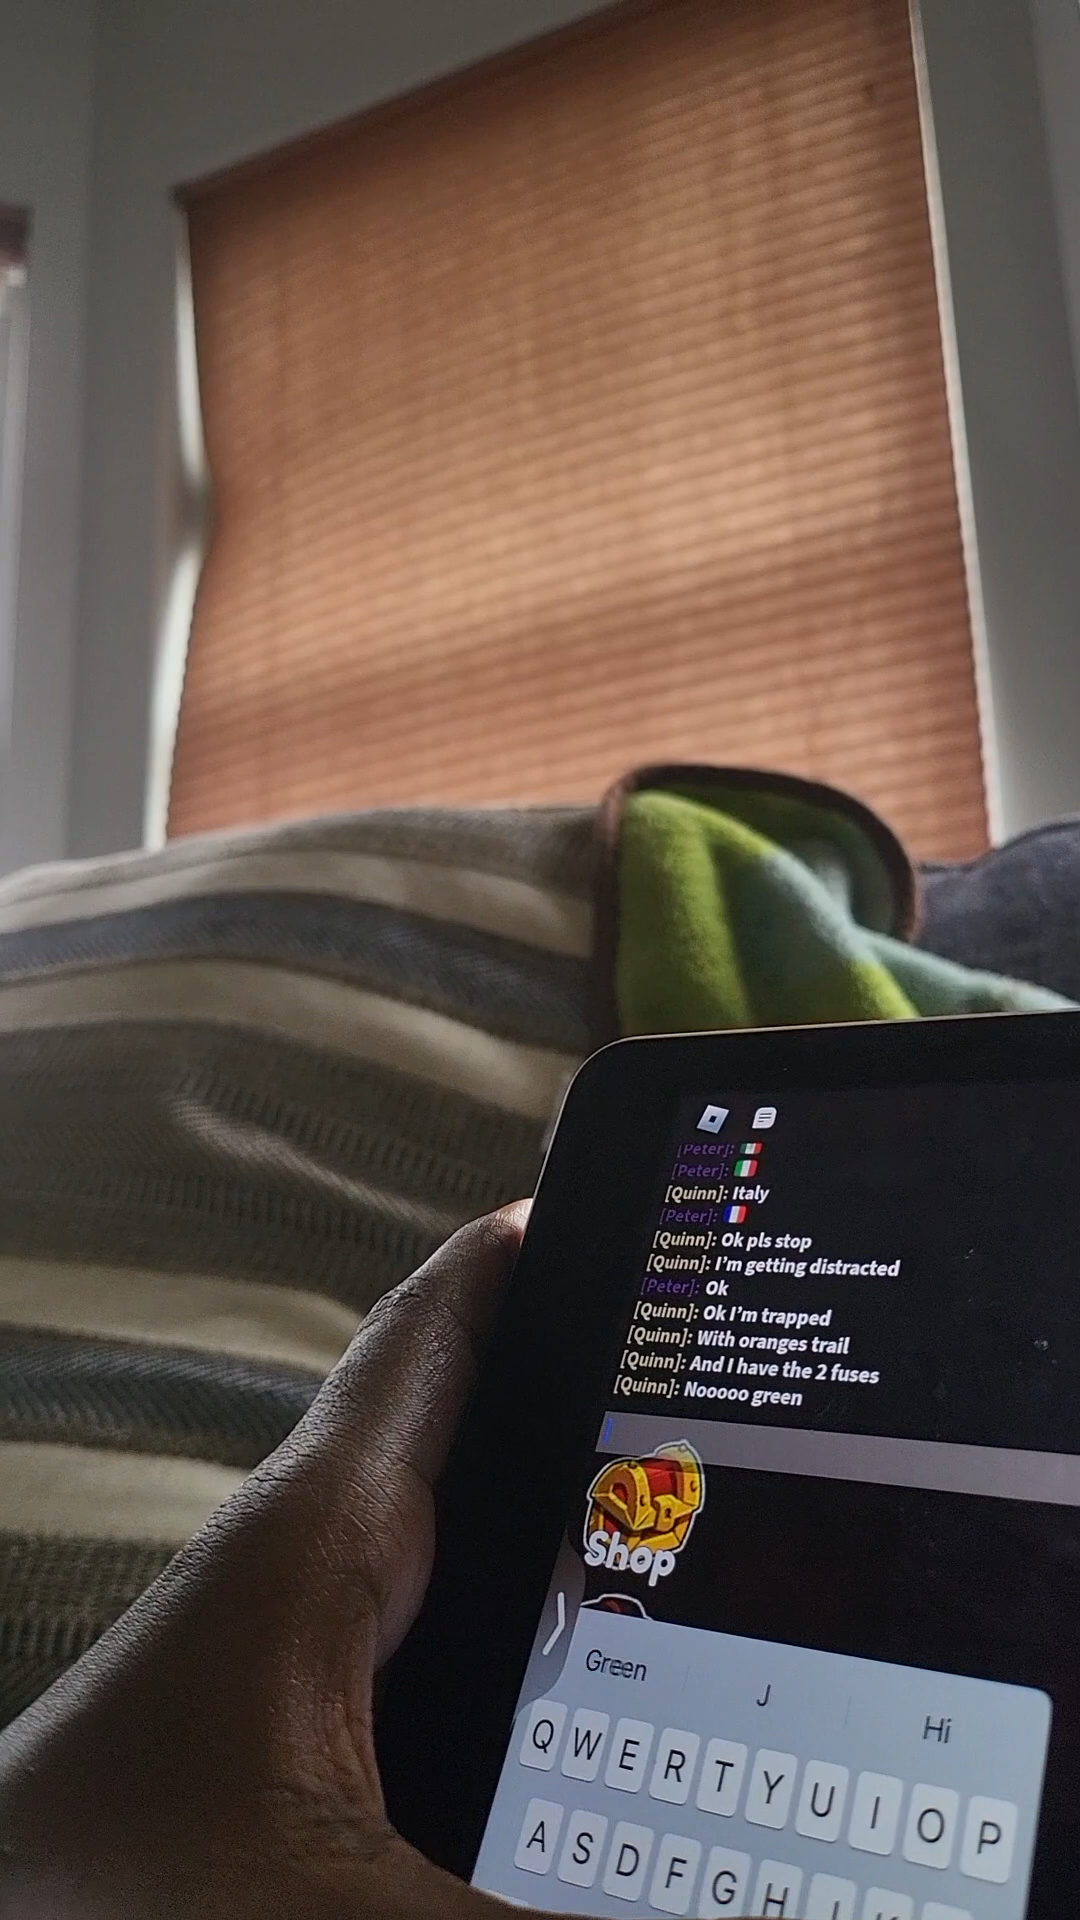 [Peter]: 🇲🇽
[Peter]: 🇮🇹
[Quinn]: Italy
[Peter]: 🇫🇷
[Quinn]: Ok pls stop
[Quinn]: I'm getting distracted
[Peter]: Ok
[Quinn]: Ok I'm trapped
[Quinn]: With oranges trail
[Quinn]: And I have the 2 fuses
[Quinn]: Nooooo green
Shop
Green J Hi
Q W E R T Y U I O P
A S D F G H J K